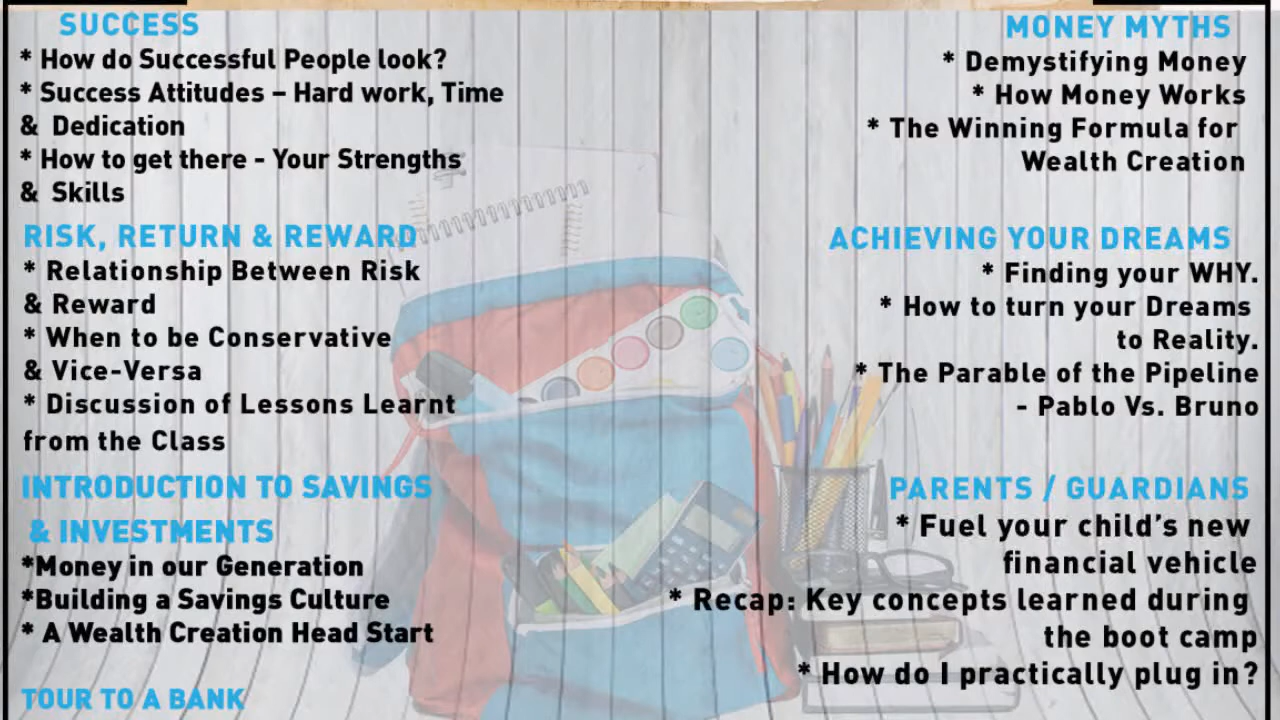 SUCCESS
* How do Successful People look?
* Success Attitudes – Hard work, Time
& Dedication
* How to get there - Your Strengths
& Skills
RISK, RETURN & REWARD
* Relationship Between Risk
& Reward
* When to be Conservative
& Vice-Versa
* Discussion of Lessons Learnt
from the Class
INTRODUCTION TO SAVINGS
& INVESTMENTS
*Money in our Generation
*Building a Savings Culture
* A Wealth Creation Head Start
TOUR TO A BANK
MONEY MYTHS
* Demystifying Money
* How Money Works
* The Winning Formula for
Wealth Creation
ACHIEVING YOUR DREAMS
* Finding your WHY.
* How to turn your Dreams
to Reality.
* The Parable of the Pipeline
- Pablo Vs. Bruno
PARENTS / GUARDIANS
* Fuel your child's new
financial vehicle
* Recap: Key concepts learned during
the boot camp
* How do I practically plug in?